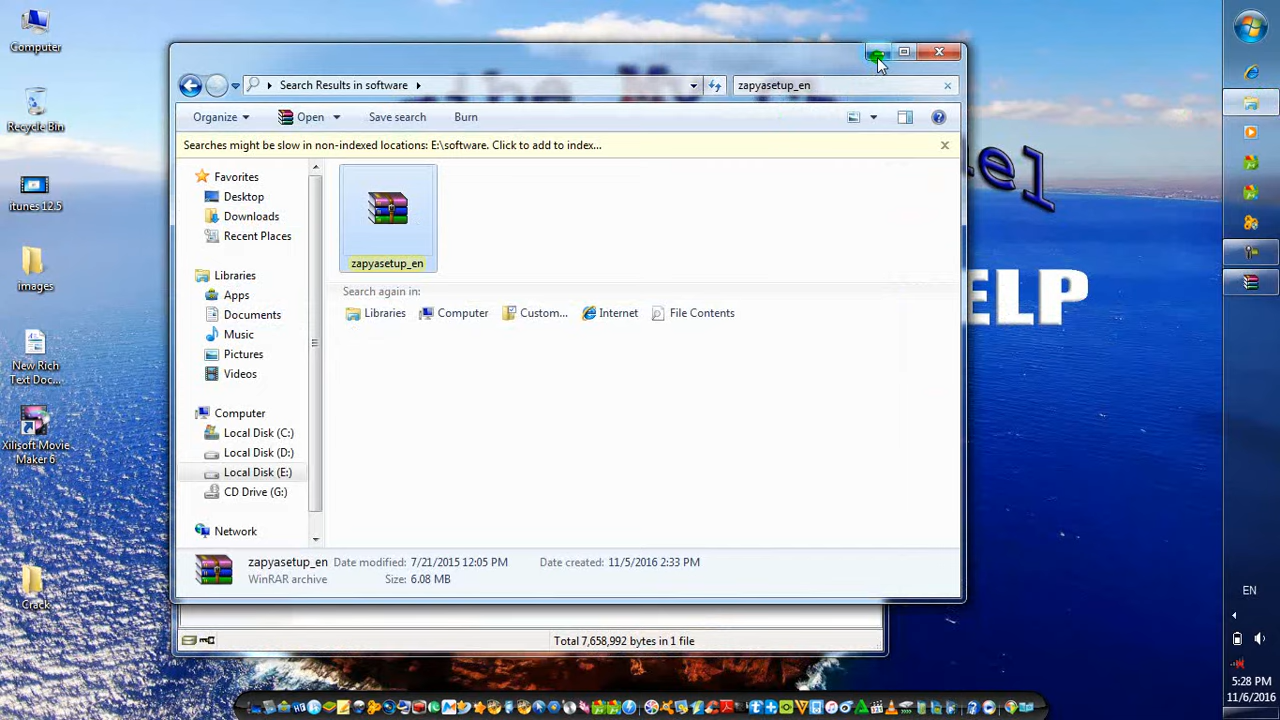 Computer
Recycle Bin
itunes 12.5
images
New Rich
Text Doc...
Xilisoft Movie
Maker 6
Crack
Search Results in software
zapyasetup_en
Organize
Open
Save search
Burn
Searches might be slow in non-indexed locations: E:\software. Click to add to index...
Favorites
Desktop
Downloads
Recent Places
Libraries
Apps
Documents
Music
Pictures
Videos
Computer
Local Disk (C:)
Local Disk (D:)
Local Disk (E:)
CD Drive (G:)
Network
zapyasetup_en
Search again in:
Libraries
Computer
Custom...
Internet
File Contents
zapyasetup_en
Date modified: 7/21/2015 12:05 PM
Date created: 11/5/2016 2:33 PM
WinRAR archive
Size: 6.08 MB
Total 7,658,992 bytes in 1 file
nel
ELP
EN
5:28 PM
11/6/2016